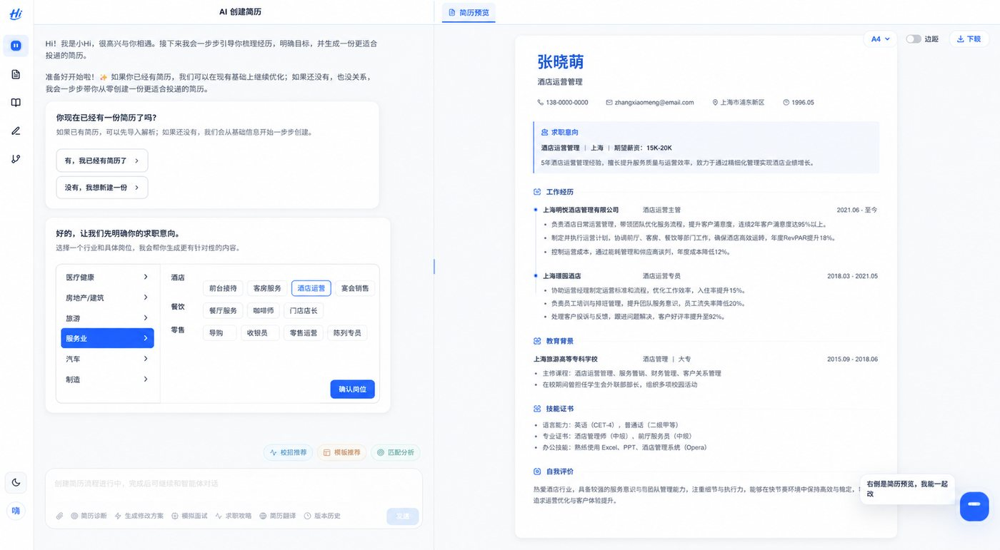 Hi
AI 创建简历
Hi！我是小Hi，很高兴与你相遇。接下来我会一步步引导你梳理经历，明确目标，并生成一份更适合
投递的简历。
准备好开始啦！✨ 如果你已经有简历，我们可以在现有基础上继续优化；如果还没有，也没关系，
我会一步步带你从零创建一份更适合投递的简历。
你现在已经有一份简历了吗？
如果已有简历，可以先导入解析；如果还没有，我们会从基础信息开始一步步创建。
有，我已经有简历了
没有，我想新建一份
好的，让我们先明确你的求职意向。
选择一个行业和具体岗位，我会帮你生成更有针对性的内容。
医疗健康
房地产/建筑
旅游
服务业
汽车
制造
酒店
前台接待 客房服务 酒店运营 宴会销售
餐饮
餐厅服务 咖啡师 门店店长
零售
导购 收银员 零售运营 陈列专员
确认岗位
校招推荐 模板推荐 匹配分析
创建简历流程进行中，完成后可继续和智能体对话
简历诊断 生成修改方案 模拟面试 求职攻略 简历翻译 版本历史
发送
嗨
简历预览
A4 边距 下载
张晓萌
酒店运营管理
138-0000-0000 zhangxiaomeng@email.com 上海市浦东新区 1996.05
求职意向
酒店运营管理 | 上海 | 期望薪资：15K-20K
5年酒店运营管理经验，擅长提升服务质量与运营效率，致力于通过精细化管理实现酒店业绩增长。
工作经历
上海明悦酒店管理有限公司 酒店运营主管 2021.06 - 至今
• 负责酒店日常运营管理，带领团队优化服务流程，提升客户满意度，连续2年客户满意度达95%以上。
• 制定并执行运营计划，协调前厅、客房、餐饮等部门工作，确保酒店高效运转，年度RevPAR提升18%。
• 控制运营成本，通过能耗管理和供应商谈判，年度成本降低12%。
上海璟园酒店 酒店运营专员 2018.03 - 2021.05
• 协助运营经理制定运营标准和流程，优化工作效率，入住率提升15%。
• 负责员工培训与排班管理，提升团队服务意识，员工流失率降低20%。
• 处理客户投诉与反馈，跟进问题解决，客户好评率提升至92%。
教育背景
上海旅游高等专科学校 酒店管理 | 大专 2015.09 - 2018.06
• 主修课程：酒店运营管理、服务营销、财务管理、客户关系管理
• 在校期间曾担任学生会外联部部长，组织多项校园活动
技能证书
• 语言能力：英语（CET-4），普通话（二级甲等）
• 专业证书：酒店管理师（中级）、前厅服务员（中级）
• 办公技能：熟练使用 Excel、PPT、酒店管理系统（Opera）
自我评价
热爱酒店行业，具备较强的服务意识与团队管理能力，注重细节与执行力，能够在快节奏环境中保持高效与稳定，
追求运营优化与客户体验提升。
右侧是简历预览，我能一起
改